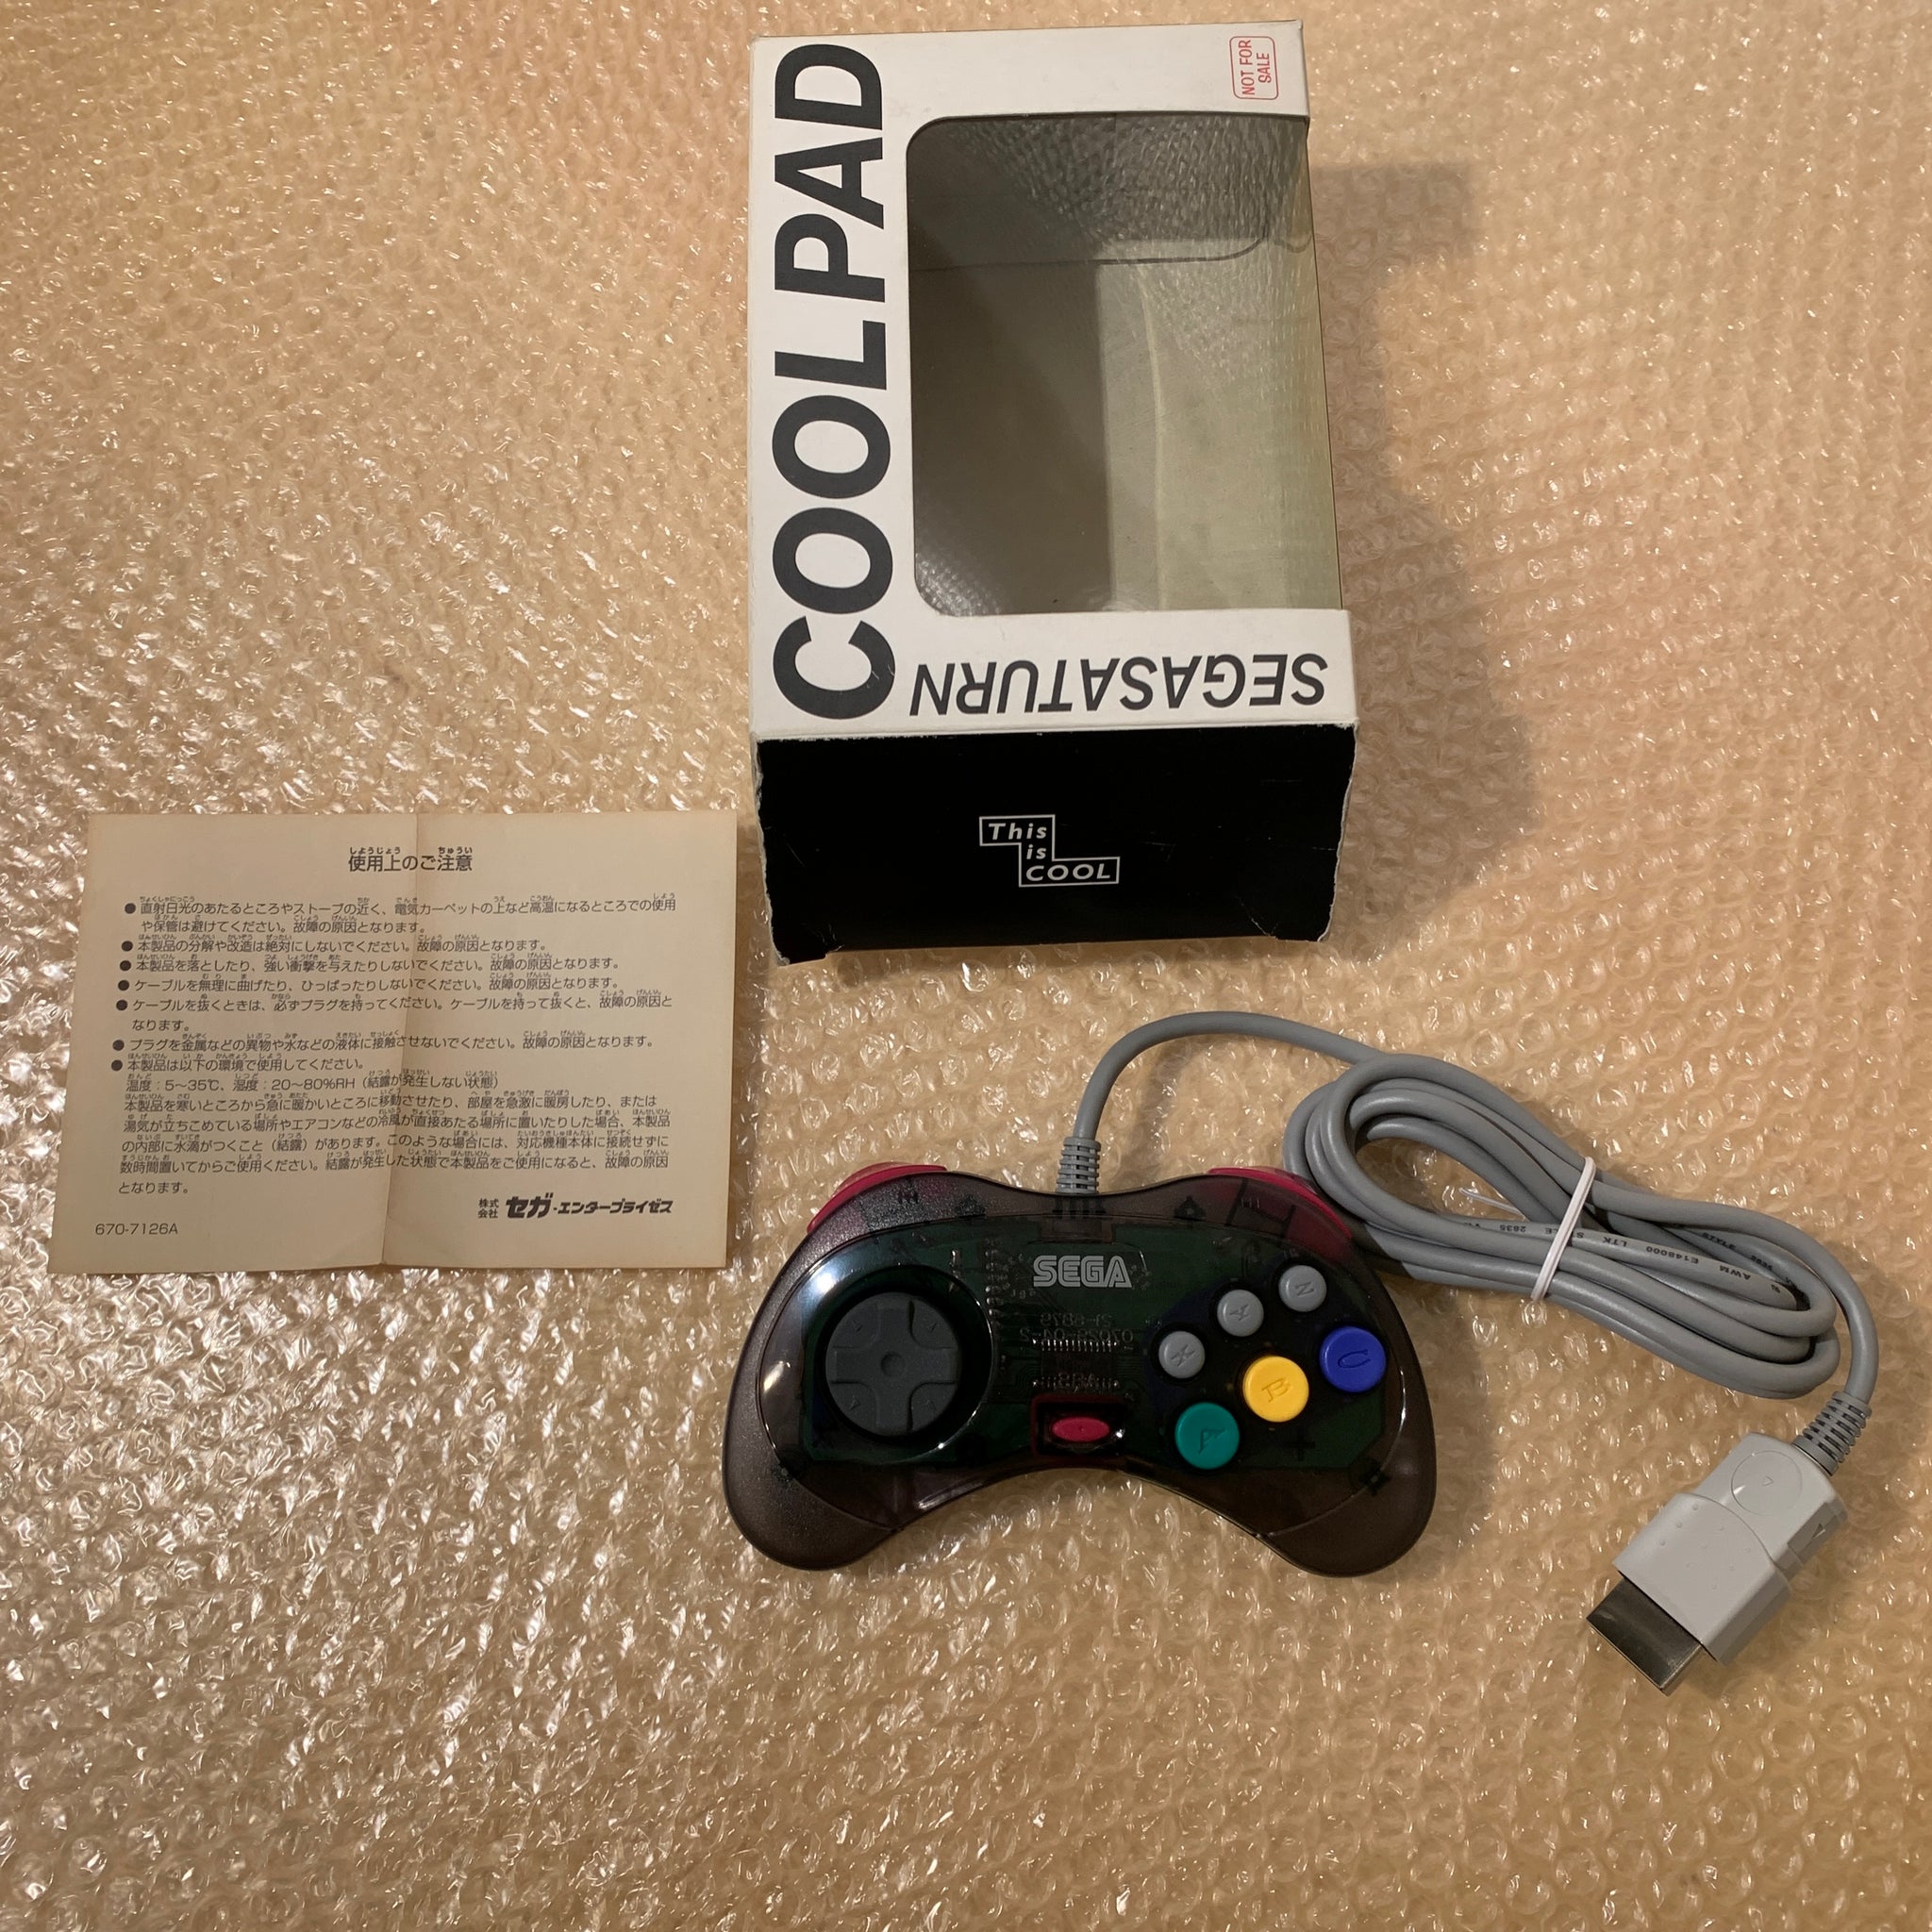 COOLPAD
NOT FOR
SALE
SEGASATURN
This
is
COOL
使用上のご注意
●直射日光のあたるところやストーブの近く、電気カーペットの上など高温になるところでの使用
や保管は避けてください。故障の原因となります。
●本製品の分解や改造は絶対にしないでください。故障の原因となります。
●本製品を落としたり、強い衝撃を与えたりしないでください。故障の原因となります。
●ケーブルを無理に曲げたり、ひっぱったりしないでください。故障の原因となります。
●ケーブルを抜くときは、必ずプラグを持ってください。ケーブルを持って抜くと、故障の原因と
なります。
●プラグを金属などの異物や水などの液体に接触させないでください。故障の原因となります。
●本製品は以下の環境で使用してください。
温度：5～35℃、湿度：20～80%RH（結露が発生しない状態）
本製品を寒いところから急に暖かいところに移動させたり、部屋を急激に暖房したり、または
湯気が立ちこめている場所やエアコンなどの冷風が直接あたる場所に置いたりした場合、本製品
の内部に水滴がつくこと（結露）があります。このような場合には、対応機種本体に接続せずに
数時間置いてからご使用ください。結露が発生した状態で本製品をご使用になると、故障の原因
となります。
株式会社 セガ・エンタープライゼス
670-7126A
SEGA
X
Y
Z
A
B
C
2835
E148000 AWM
LTK